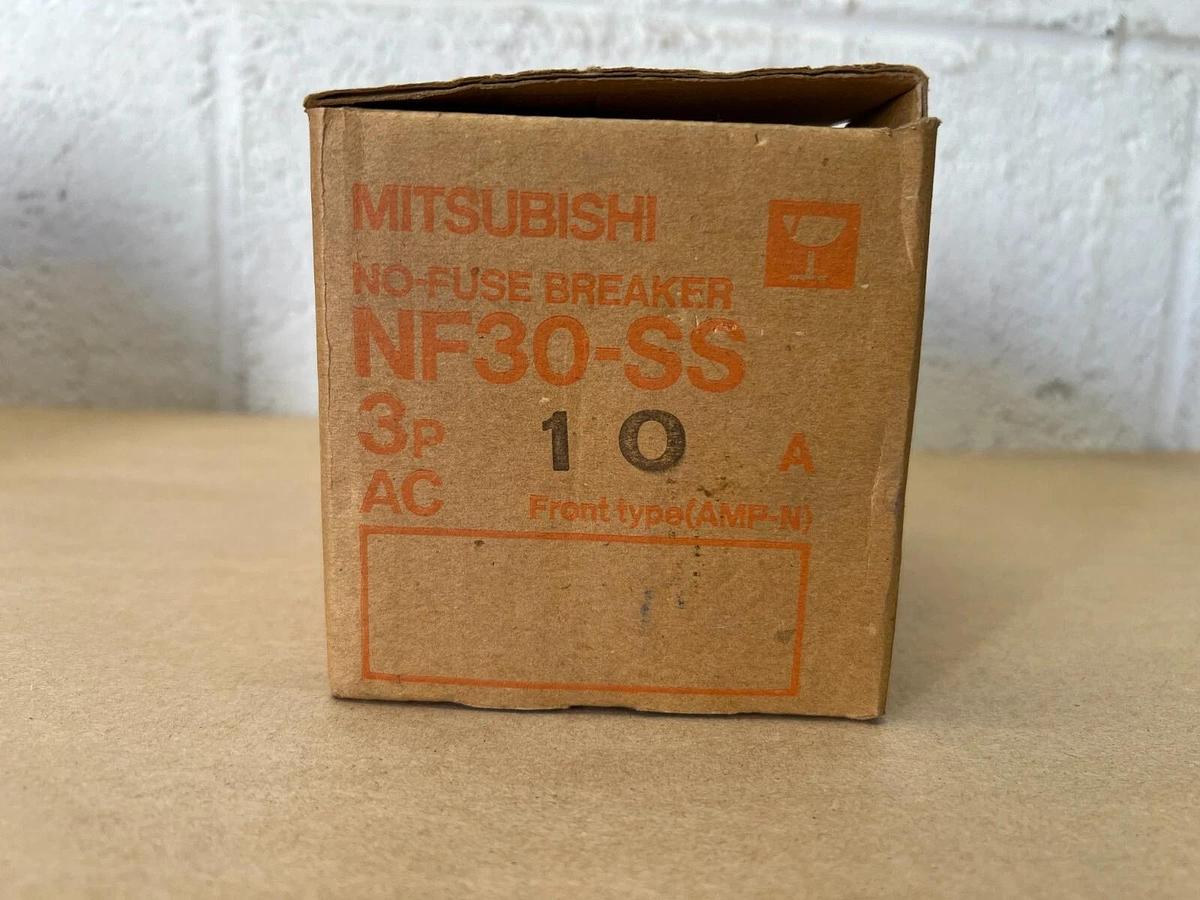 MITSUBISHI
NO-FUSE BREAKER
NF30-SS
3P 10 A
AC Front type(AMP-N)